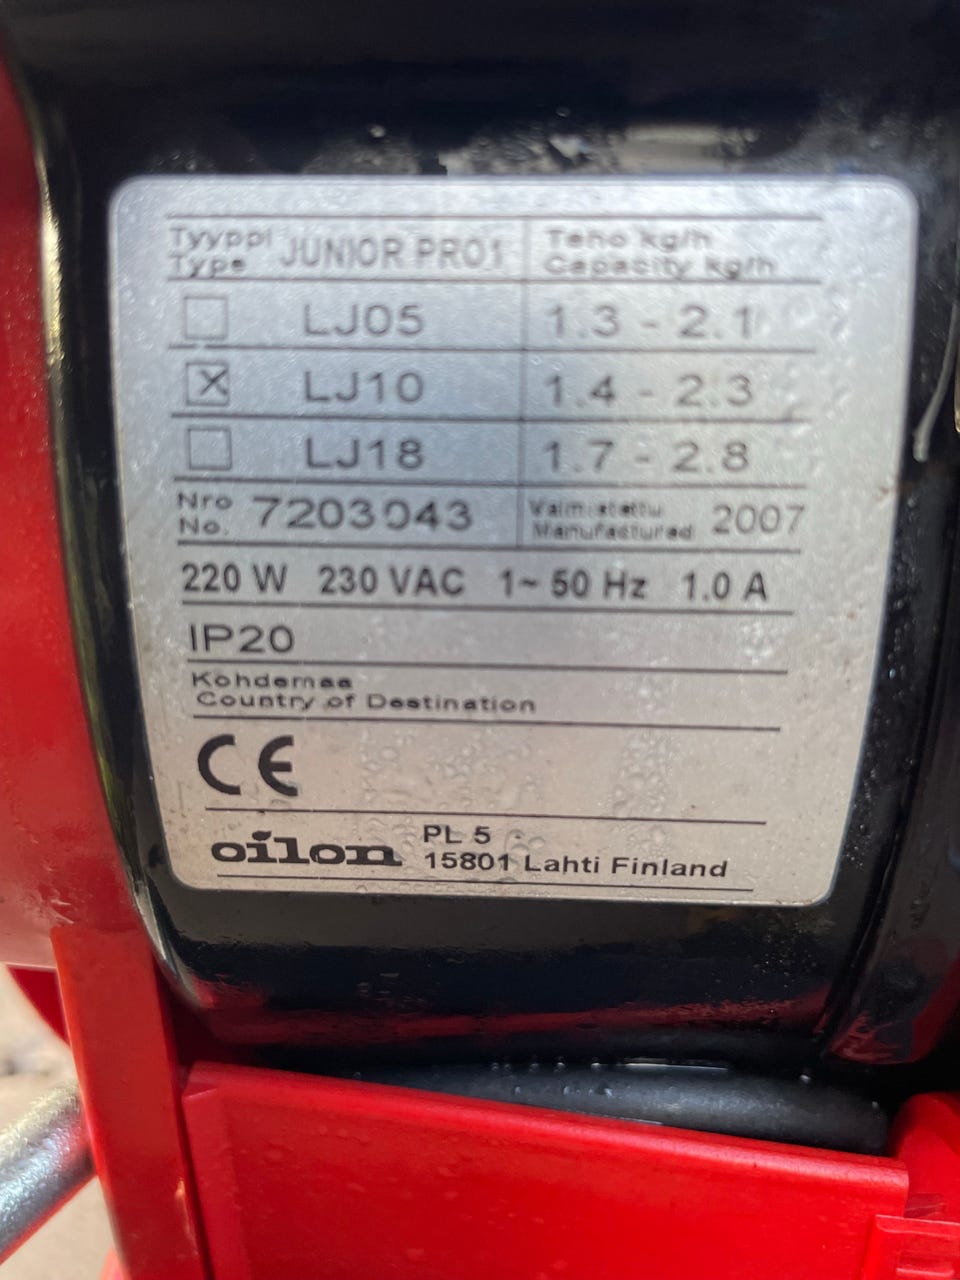 Tyyppi
Type JUNIOR PRO1
Teho kg/h
Capacity kg/h
LJ05 1.3 - 2.1
X LJ10 1.4 - 2.3
LJ18 1.7 - 2.8
Nro
No. 7203043
Valmistettu
Manufactured 2007
220 W 230 VAC 1~ 50 Hz 1.0 A
IP20
Kohdemaa
Country of Destination
CE
oilon
PL 5
15801 Lahti Finland